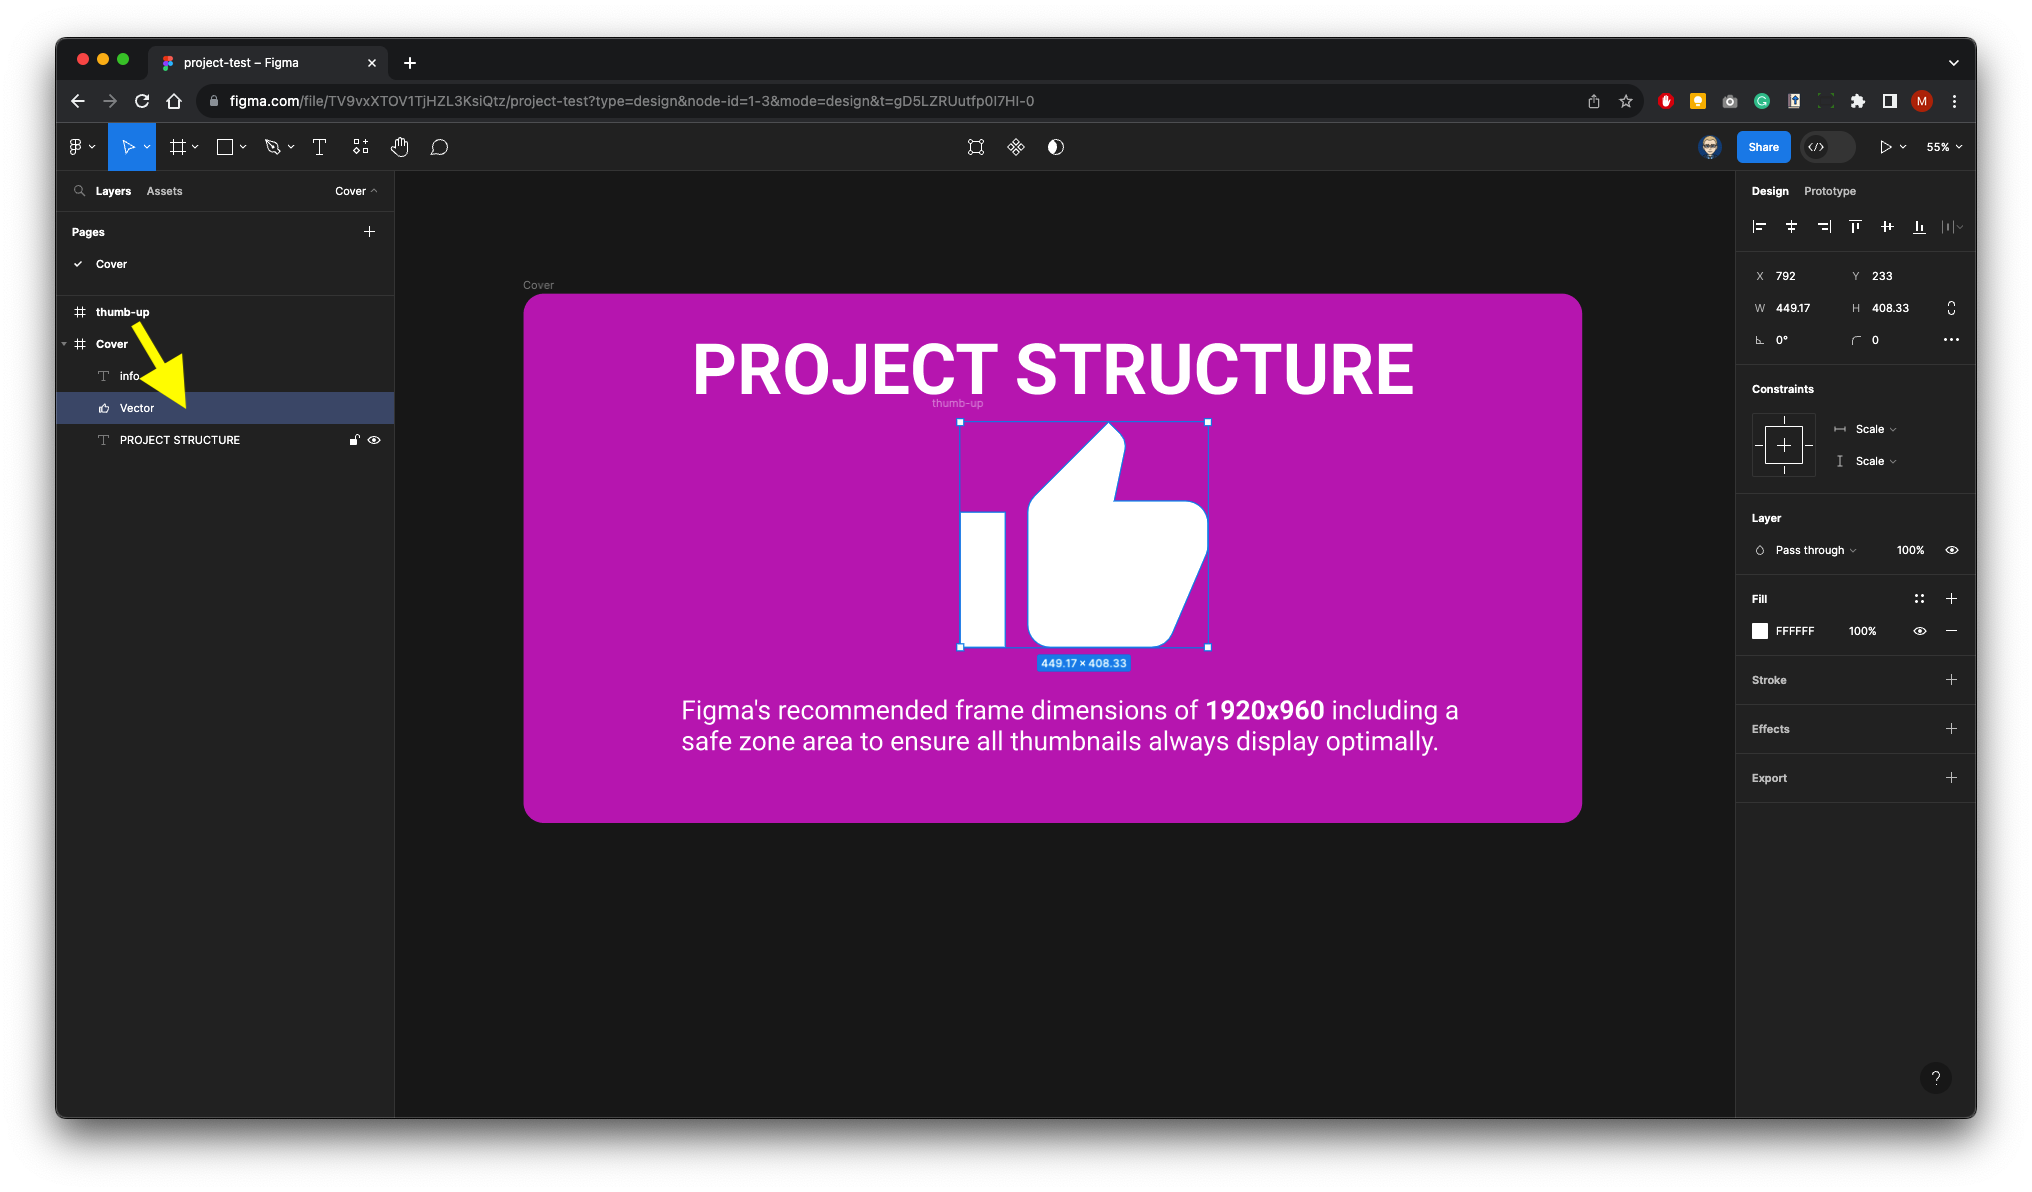 project-test – Figma
figma.com/file/TV9vxXTOV1TjHZL3KsiQtz/project-test?type=design&node-id=1-3&mode=design&t=gD5LZRUutfp0I7HI-0
M
Share
55%
Layers
Assets
Cover
Design
Prototype
Pages
Cover
X 792
Y 233
W 449.17
H 408.33
0°
0
thumb-up
Cover
info
Vector
PROJECT STRUCTURE
Cover
PROJECT STRUCTURE
thumb-up
449.17 × 408.33
Figma's recommended frame dimensions of 1920x960 including a
safe zone area to ensure all thumbnails always display optimally.
Constraints
Scale
Scale
Layer
Pass through
100%
Fill
FFFFFF
100%
Stroke
Effects
Export
?